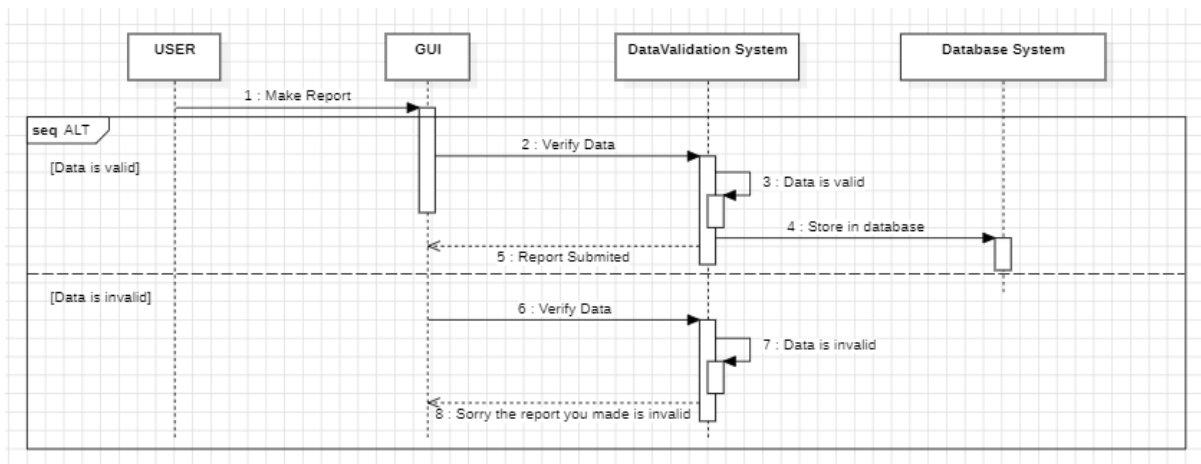 USER
GUI
DataValidation System
Database System
1 : Make Report
seq ALT
2 : Verify Data
[Data is valid]
3 : Data is valid
4 : Store in database
5 : Report Submited
[Data is invalid]
6 : Verify Data
7 : Data is invalid
8 : Sorry the report you made is invalid